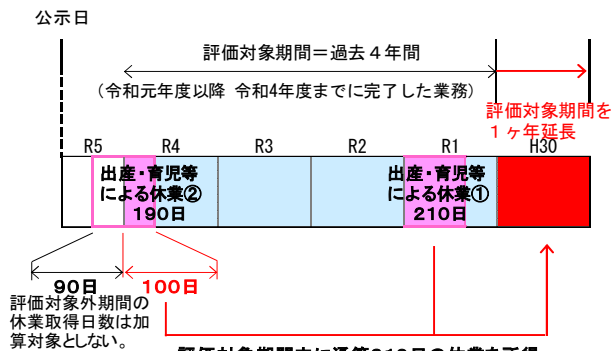 公示日
評価対象期間＝過去４年間
（令和元年度以降 令和4年度までに完了した業務）
評価対象期間を
１ヶ年延長
R5 R4 R3 R2 R1 H30
出産・育児等
による休業②
190日
出産・育児等
による休業①
210日
90日
100日
評価対象外期間の
休業取得日数は加
算対象としない。